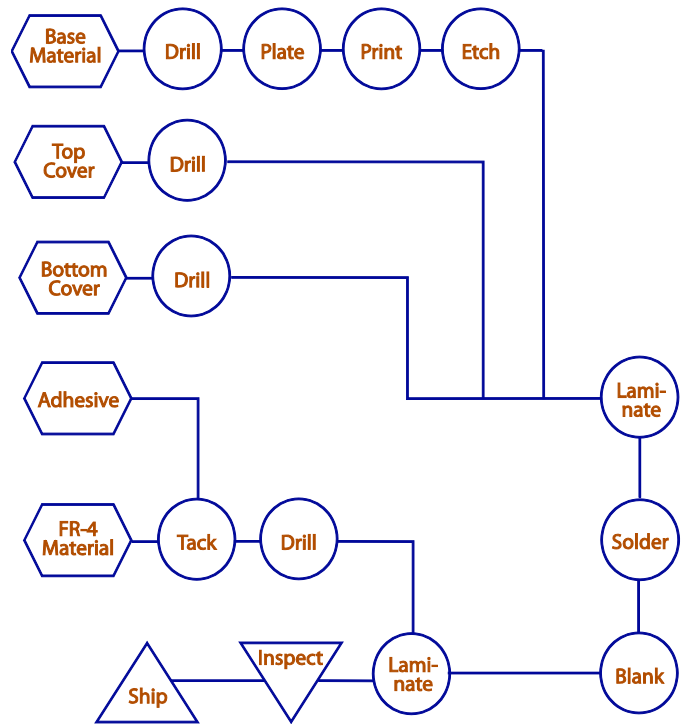 Base
Material
Drill
Plate
Print
Etch
Top
Cover
Drill
Bottom
Cover
Drill
Adhesive
Lami-
nate
FR-4
Material
Tack
Drill
Solder
Ship
Inspect
Lami-
nate
Blank